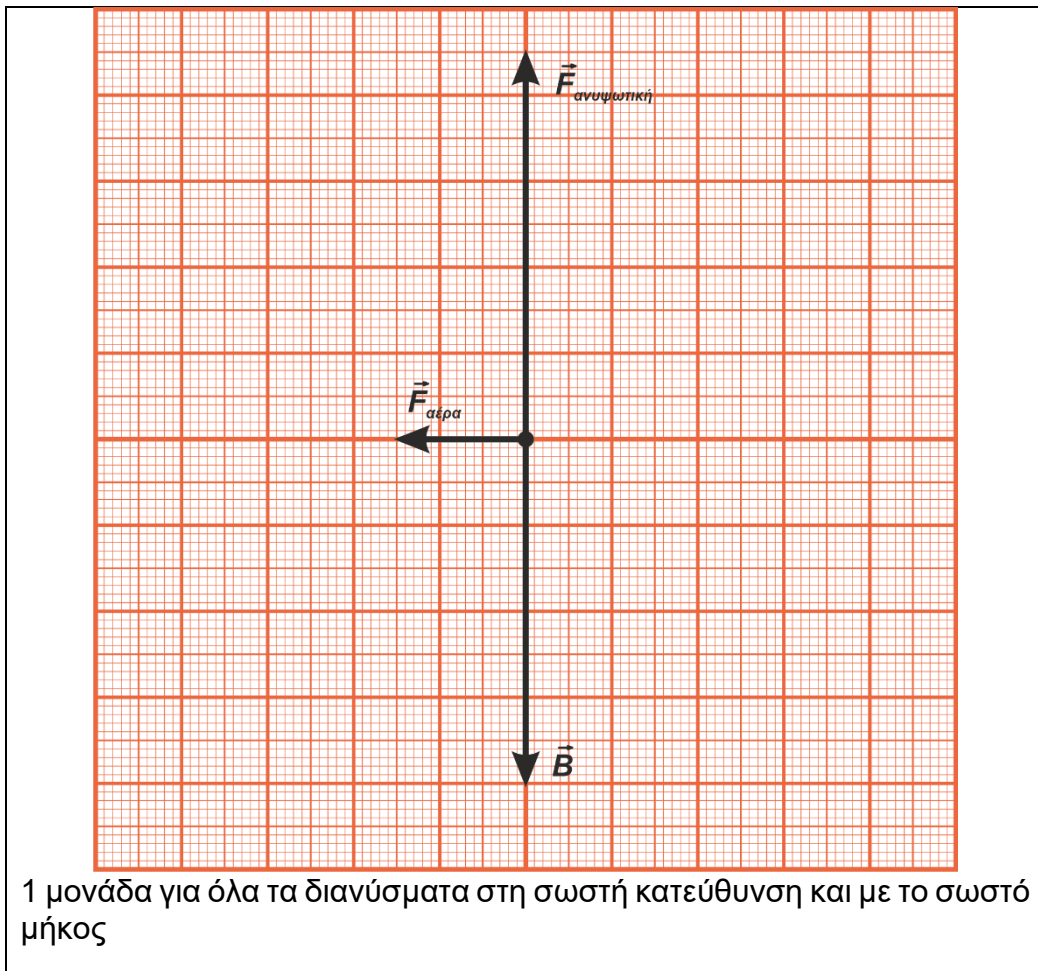 F⃗ανυψωτική
F⃗αέρα
B⃗
1 μονάδα για όλα τα διανύσματα στη σωστή κατεύθυνση και με το σωστό
μήκος